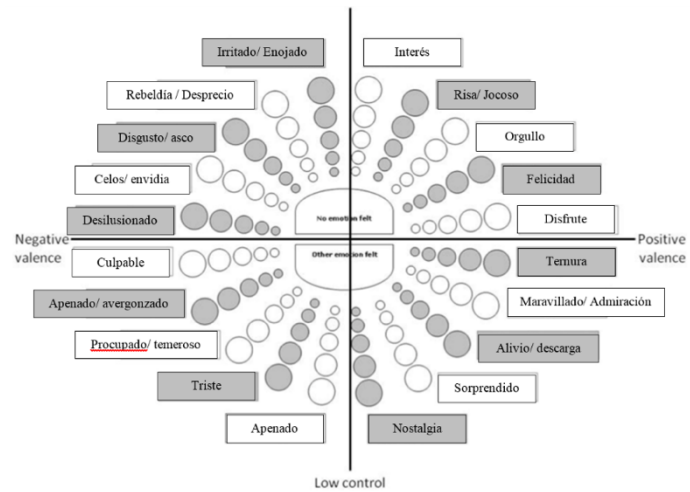 Irritado/ Enojado
Interés
Rebeldía / Desprecio
Risa/ Jocoso
Disgusto/ asco
Orgullo
Celos/ envidia
Felicidad
Desilusionado
No emotion felt
Disfrute
Negative
valence
Positive
valence
Culpable
Other emotion felt
Ternura
Apenado/ avergonzado
Maravillado/ Admiración
Procupado/ temeroso
Alivio/ descarga
Triste
Sorprendido
Apenado
Nostalgia
Low control